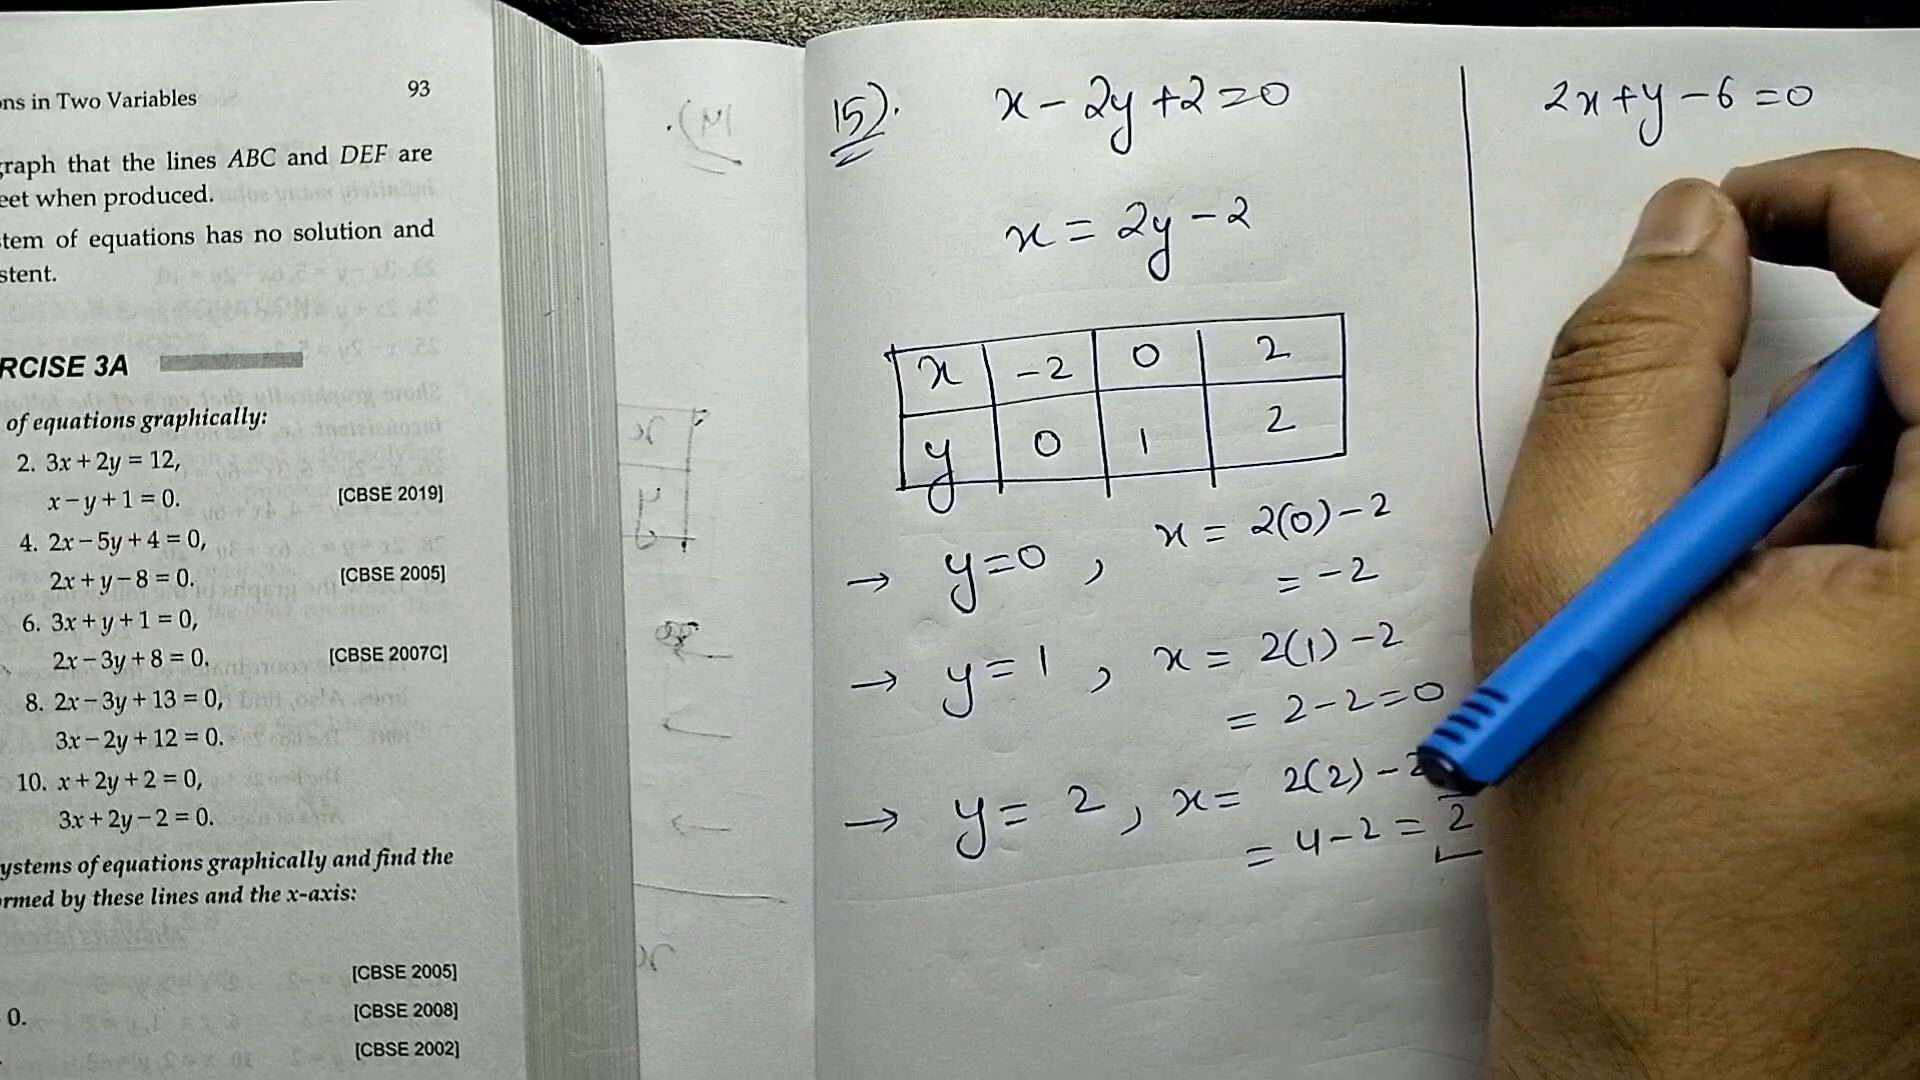 ns in Two Variables 93
graph that the lines ABC and DEF are
eet when produced.
stem of equations has no solution and
stent.
RCISE 3A
of equations graphically:
2. 3x + 2y = 12,
x − y + 1 = 0. [CBSE 2019]
4. 2x − 5y + 4 = 0,
2x + y − 8 = 0. [CBSE 2005]
6. 3x + y + 1 = 0,
2x − 3y + 8 = 0. [CBSE 2007C]
8. 2x − 3y + 13 = 0,
3x − 2y + 12 = 0.
10. x + 2y + 2 = 0,
3x + 2y − 2 = 0.
ystems of equations graphically and find the
ormed by these lines and the x-axis:
[CBSE 2005]
0. [CBSE 2008]
[CBSE 2002]
15). x − 2y + 2 = 0
x = 2y − 2
x −2 0 2
y 0 1 2
→ y = 0 , x = 2(0) − 2
= −2
→ y = 1 , x = 2(1) − 2
= 2 − 2 = 0
→ y = 2 , x = 2(2) − 2
= 4 − 2 = 2
2x + y − 6 = 0